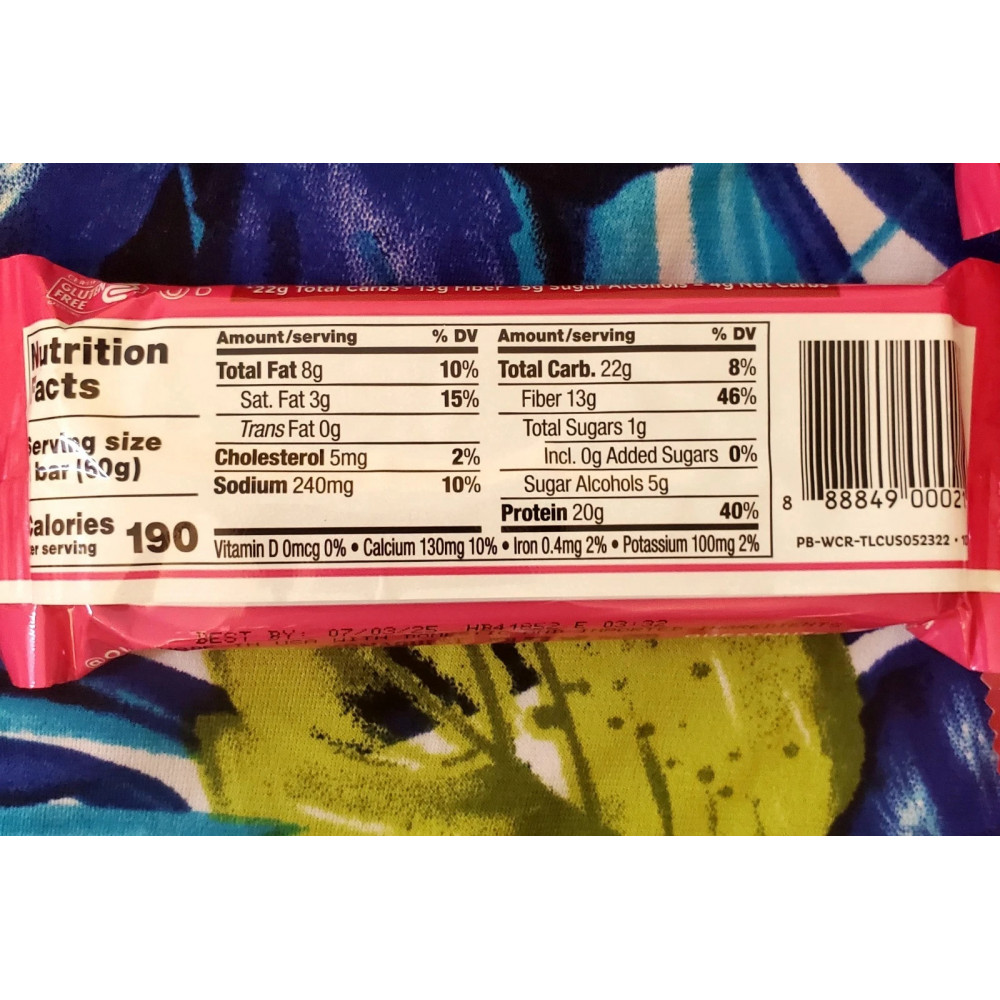 GLUTEN
FREE
U D
22g Total Carbs - 13g Fiber - 5g Sugar Alcohols = 4g Net Carbs
Nutrition
Facts
Serving size
bar (60g)
Calories
per serving
190
Amount/serving % DV
Total Fat 8g 10%
Sat. Fat 3g 15%
Trans Fat 0g
Cholesterol 5mg 2%
Sodium 240mg 10%
Amount/serving % DV
Total Carb. 22g 8%
Fiber 13g 46%
Total Sugars 1g
Incl. 0g Added Sugars 0%
Sugar Alcohols 5g
Protein 20g 40%
Vitamin D 0mcg 0% • Calcium 130mg 10% • Iron 0.4mg 2% • Potassium 100mg 2%
8 88849 0002
PB-WCR-TLCUS052322 •
BEST BY: 07/03/25 HB41852 E 03:32